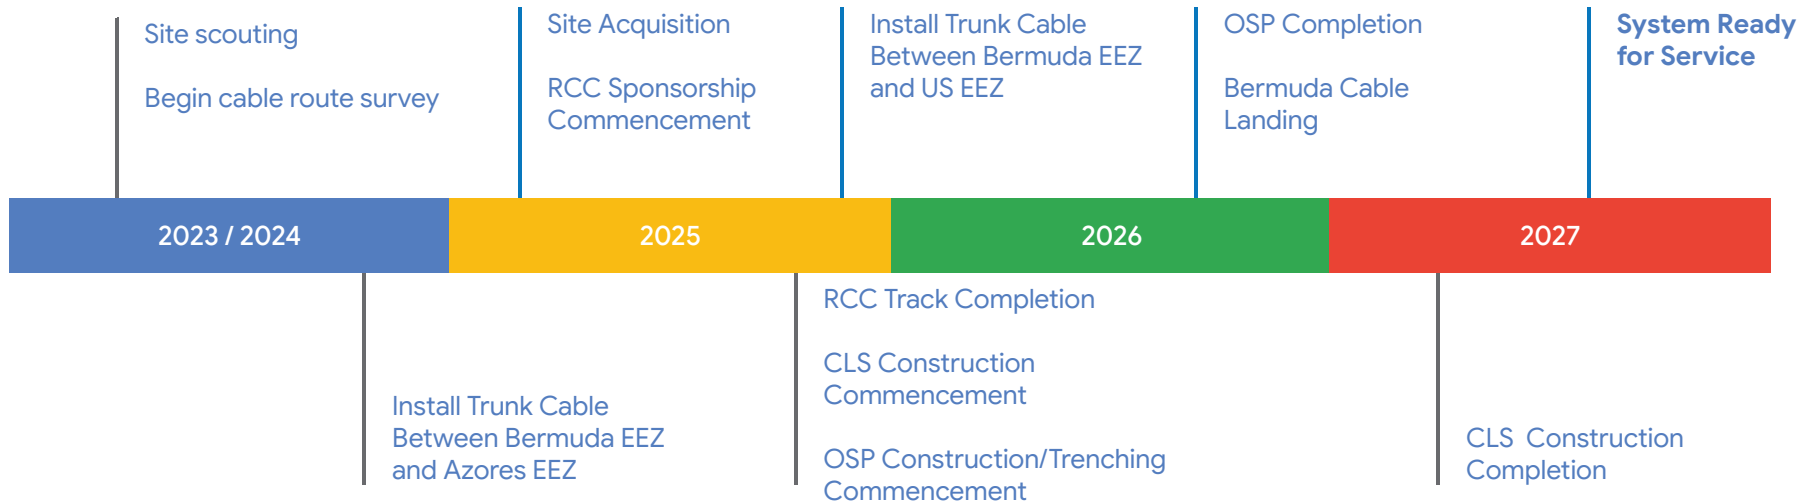 Site scouting
Begin cable route survey
Site Acquisition
RCC Sponsorship
Commencement
Install Trunk Cable
Between Bermuda EEZ
and US EEZ
OSP Completion
Bermuda Cable
Landing
System Ready
for Service
2023 / 2024
2025
2026
2027
Install Trunk Cable
Between Bermuda EEZ
and Azores EEZ
RCC Track Completion
CLS Construction
Commencement
OSP Construction/Trenching
Commencement
CLS Construction
Completion